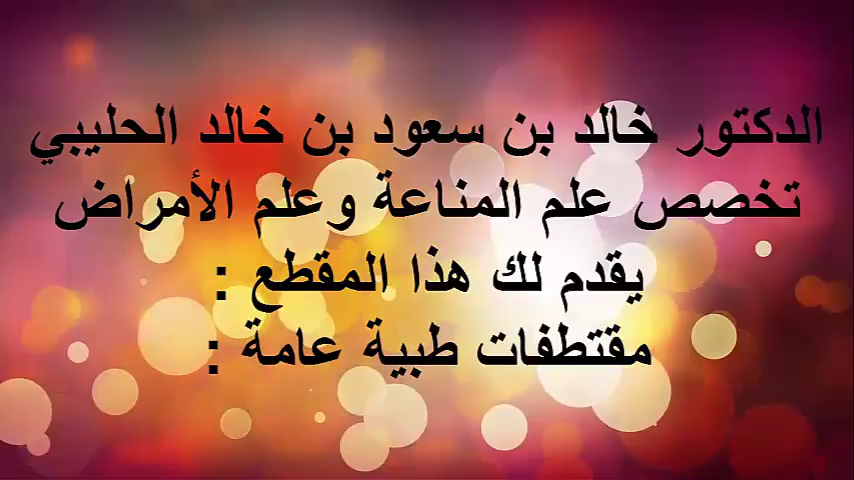 الدكتور خالد بن سعود بن خالد الحليبي
تخصص علم المناعة وعلم الأمراض
يقدم لك هذا المقطع :
مقتطفات طبية عامة :